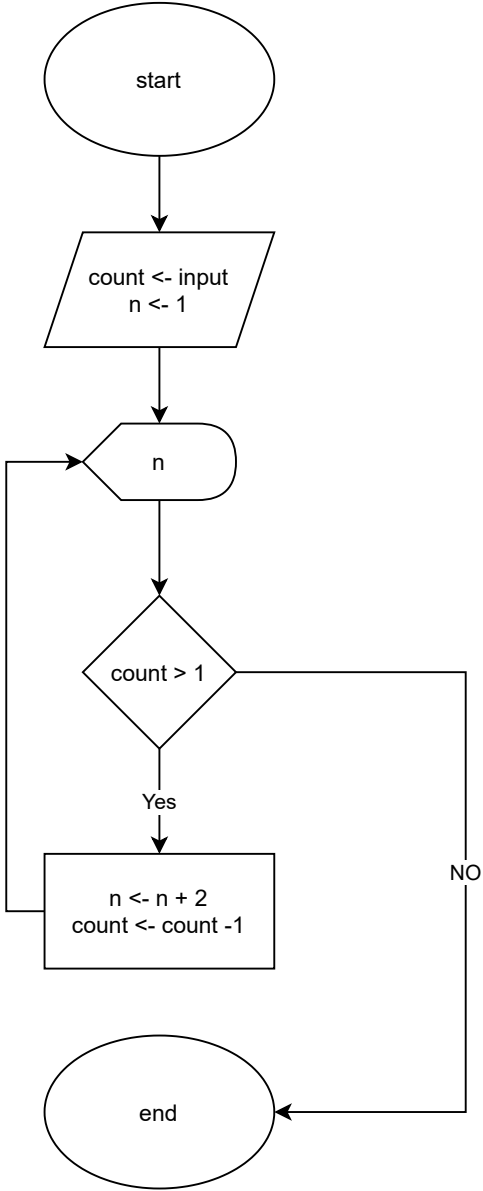 start
count <- input
n <- 1
n
count > 1
Yes
n <- n + 2
count <- count -1
NO
end